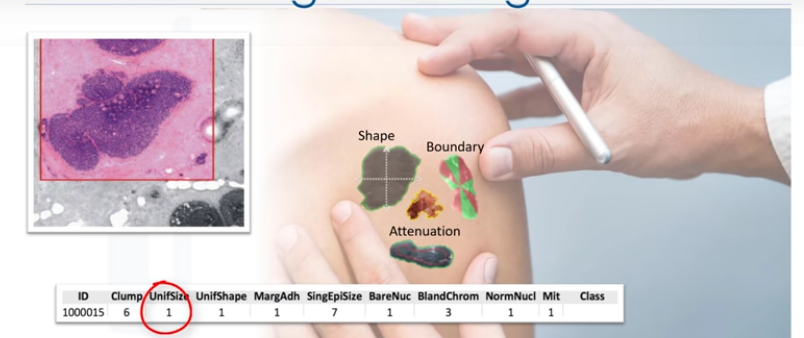 Shape
Boundary
Attenuation
ID Clump UnifSize UnifShape MargAdh SingEpiSize BareNuc BlandChrom NormNucl Mit Class
1000015 6 1 1 1 7 1 3 1 1